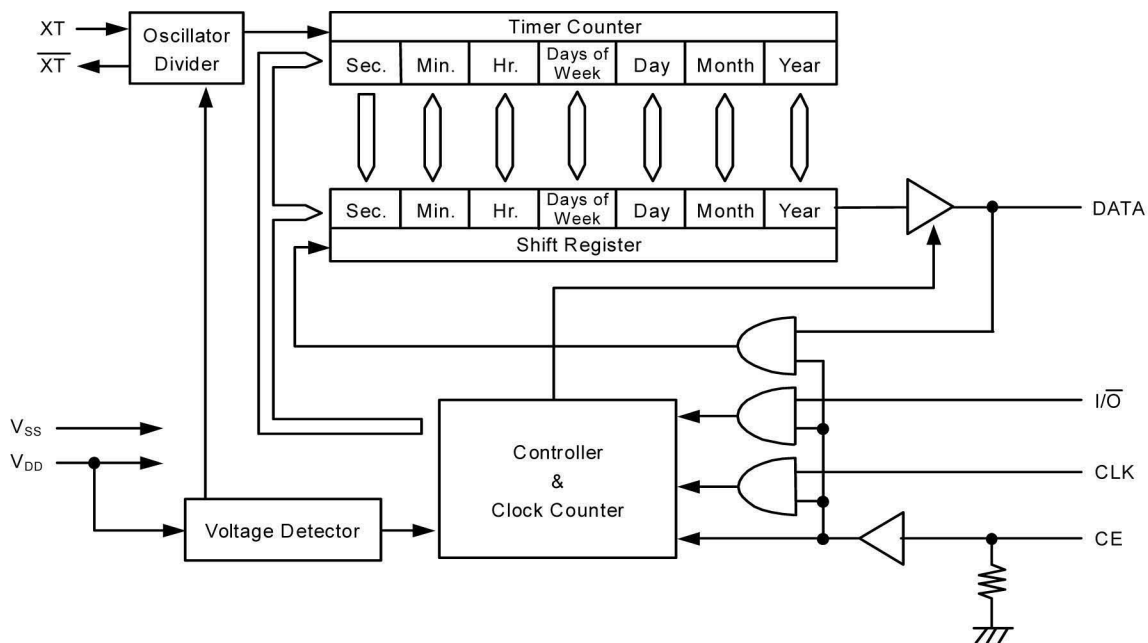 XT
XT̅
Oscillator
Divider
Timer Counter
Sec. Min. Hr. Days of Week Day Month Year
Sec. Min. Hr. Days of Week Day Month Year
Shift Register
DATA
I/O̅
CLK
CE
VSS
VDD
Voltage Detector
Controller
&
Clock Counter